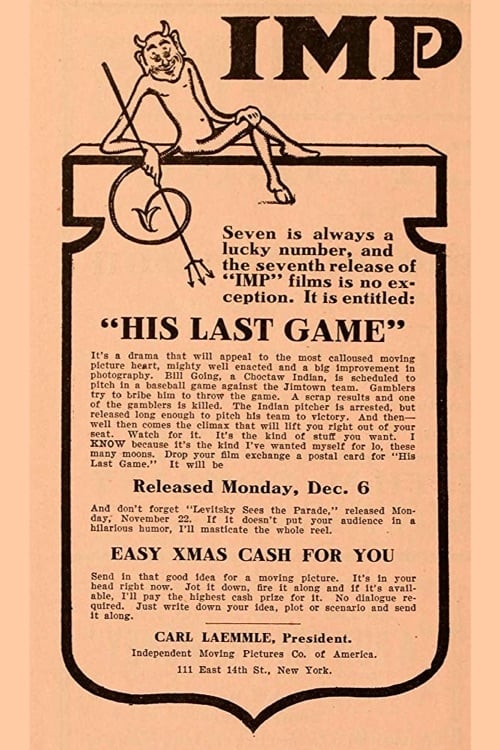 IMP
Seven is always a
lucky number, and
the seventh release of
"IMP" films is no ex-
ception. It is entitled:
"HIS LAST GAME"
It's a drama that will appeal to the most calloused moving
picture heart, mighty well enacted and a big improvement in
photography. Bill Going, a Choctaw Indian, is scheduled to
pitch in a baseball game against the Jimtown team. Gamblers
try to bribe him to throw the game. A scrap results and one
of the gamblers is killed. The Indian pitcher is arrested, but
released long enough to pitch his team to victory. And then—
well then comes the climax that will lift you right out of your
seat. Watch for it. It's the kind of stuff you want. I
KNOW because it's the kind I've wanted myself for lo, these
many moons. Drop your film exchange a postal card for "His
Last Game." It will be
Released Monday, Dec. 6
And don't forget "Levitsky Sees the Parade," released Mon-
day, November 22. If it doesn't put your audience in a
hilarious humor, I'll masticate the whole reel.
EASY XMAS CASH FOR YOU
Send in that good idea for a moving picture. It's in your
head right now. Jot it down, fire it along and if it's avail-
able, I'll pay the highest cash prize for it. No dialogue re-
quired. Just write down your idea, plot or scenario and send
it along.
CARL LAEMMLE, President.
Independent Moving Pictures Co. of America.
111 East 14th St., New York.